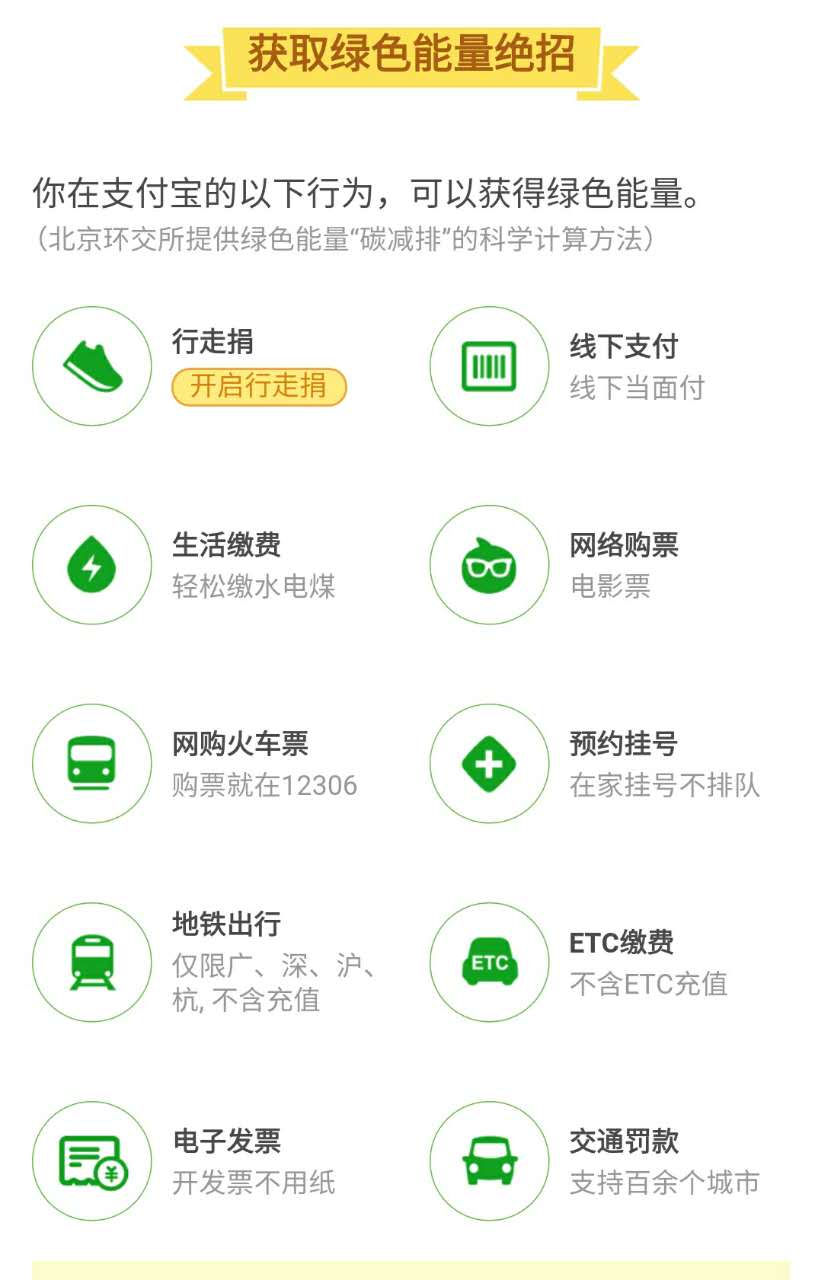 获取绿色能量绝招
你在支付宝的以下行为，可以获得绿色能量。
（北京环交所提供绿色能量“碳减排”的科学计算方法）
行走捐
开启行走捐
线下支付
线下当面付
生活缴费
轻松缴水电煤
网络购票
电影票
网购火车票
购票就在12306
预约挂号
在家挂号不排队
地铁出行
仅限广、深、沪、
杭, 不含充值
ETC
ETC缴费
不含ETC充值
¥
电子发票
开发票不用纸
交通罚款
支持百余个城市